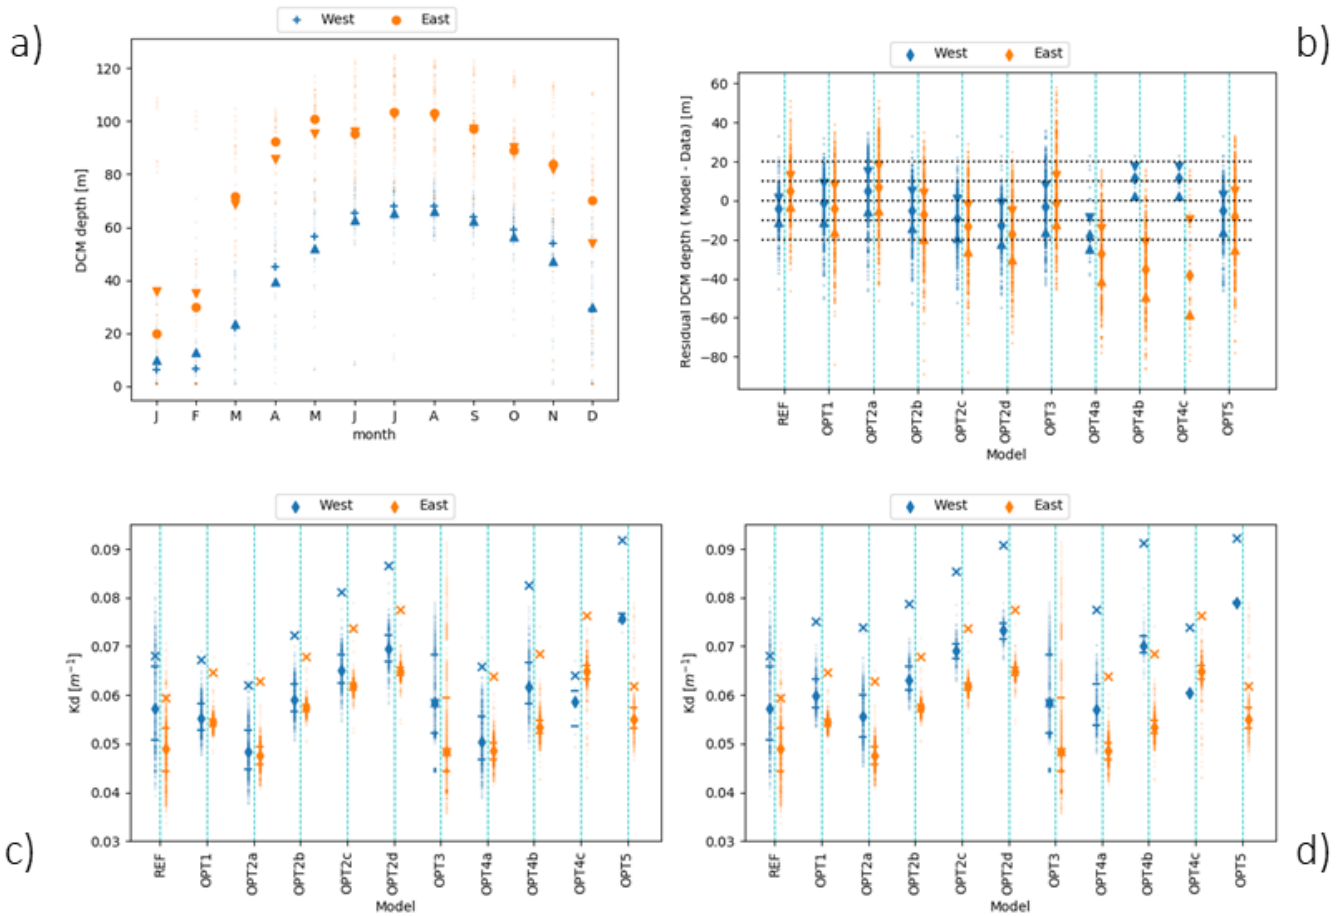 a)
West East
DCM depth [m]
120
100
80
60
40
20
0
J F M A M J J A S O N D
month
b)
West East
Residual DCM depth ( Model - Data) [m]
60
40
20
0
−20
−40
−60
−80
REF OPT1 OPT2a OPT2b OPT2c OPT2d OPT3 OPT4a OPT4b OPT4c OPT5
Model
c)
West East
Kd [m⁻¹]
0.09
0.08
0.07
0.06
0.05
0.04
0.03
REF OPT1 OPT2a OPT2b OPT2c OPT2d OPT3 OPT4a OPT4b OPT4c OPT5
Model
d)
West East
Kd [m⁻¹]
0.09
0.08
0.07
0.06
0.05
0.04
0.03
REF OPT1 OPT2a OPT2b OPT2c OPT2d OPT3 OPT4a OPT4b OPT4c OPT5
Model